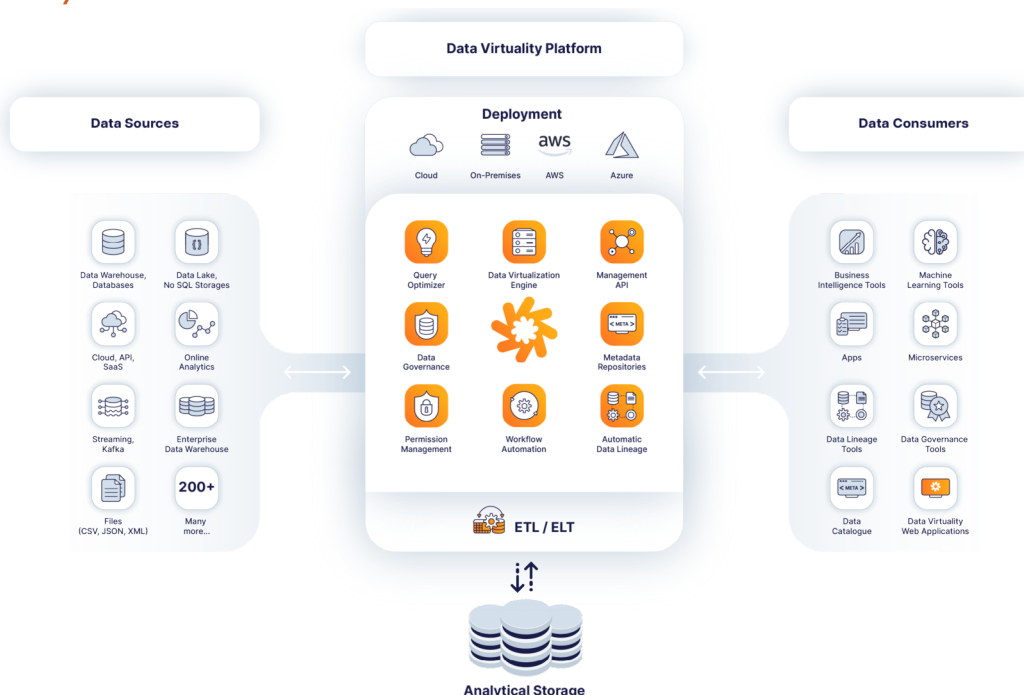 Data Virtuality Platform
Data Sources
Data Consumers
Deployment
aws
Cloud
On-Premises
AWS
Azure
Data Warehouse,
Databases
Data Lake,
No SQL Storages
Cloud, API,
SaaS
Online
Analytics
Streaming,
Kafka
Enterprise
Data Warehouse
Files
(CSV, JSON, XML)
200+
Many
more...
Query
Optimizer
Data Virtualization
Engine
Management
API
Data
Governance
< META >
Metadata
Repositories
Permission
Management
Workflow
Automation
Automatic
Data Lineage
ETL / ELT
Analytical Storage
Business
Intelligence Tools
Machine
Learning Tools
Apps
Microservices
Data Lineage
Tools
Data Governance
Tools
< META >
Data
Catalogue
Data Virtuality
Web Applications